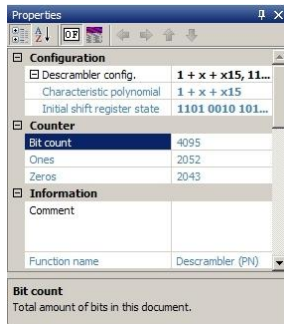 Properties
Configuration
Descrambler config. 1 + x + x15, 11...
Characteristic polynomial 1 + x + x15
Initial shift register state 1101 0010 101...
Counter
Bit count 4095
Ones 2052
Zeros 2043
Information
Comment
Function name Descrambler (PN)
Bit count
Total amount of bits in this document.